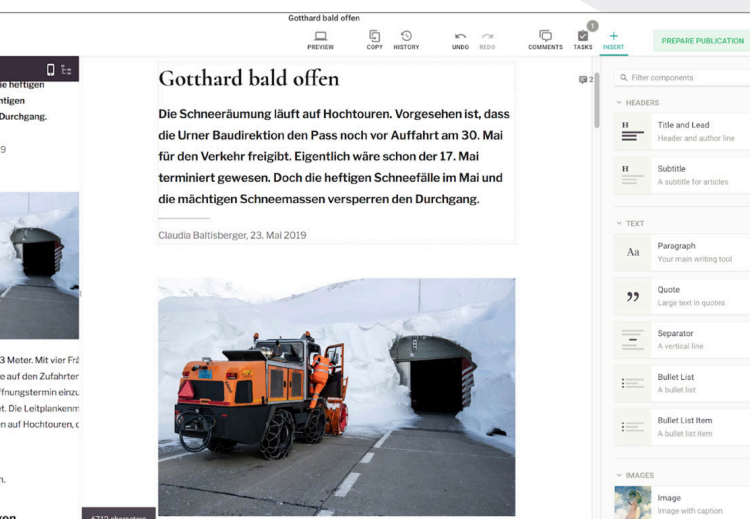 Gotthard bald offen
PREVIEW
COPY
HISTORY
UNDO
REDO
COMMENTS
1
TASKS
INSERT
PREPARE PUBLICATION
heftigen
Durchgang.
9
3 Meter. Mit vier
e auf den
et. Die
n auf Hochtouren,
n.
Gotthard bald offen
Die Schneeräumung läuft auf Hochtouren. Vorgesehen ist, dass
die Urner Baudirektion den Pass noch vor Auffahrt am 30. Mai
für den Verkehr freigibt. Eigentlich wäre schon der 17. Mai
terminiert gewesen. Doch die heftigen Schneefälle im Mai und
die mächtigen Schneemassen versperren den Durchgang.
Claudia Baltisberger, 23. Mai 2019
2
6712 characters
Filter components
HEADERS
H
Title and Lead
Header and author line
H
Subtitle
A subtitle for articles
TEXT
Aa
Paragraph
Your main writing tool
Quote
Large text in quotes
Separator
A vertical line
Bullet List
A bullet list
Bullet List Item
A bullet list item
IMAGES
Image
Image with caption